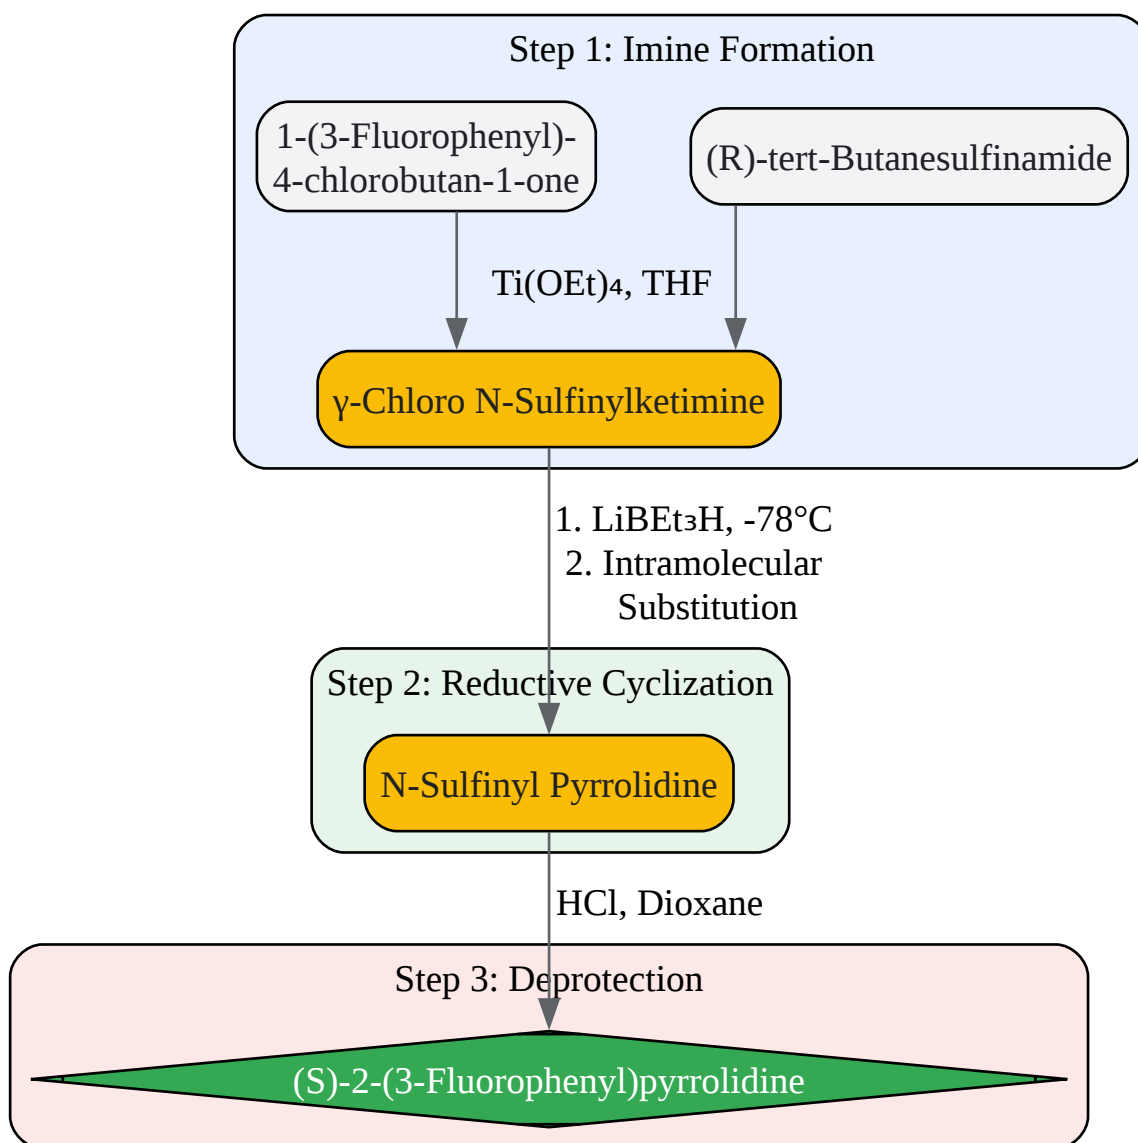 Step 1: Imine Formation
1-(3-Fluorophenyl)-
4-chlorobutan-1-one
(R)-tert-Butanesulfinamide
Ti(OEt)₄, THF
γ-Chloro N-Sulfinylketimine
1. LiBEt₃H, -78°C
2. Intramolecular
Substitution
Step 2: Reductive Cyclization
N-Sulfinyl Pyrrolidine
HCl, Dioxane
Step 3: Deprotection
(S)-2-(3-Fluorophenyl)pyrrolidine